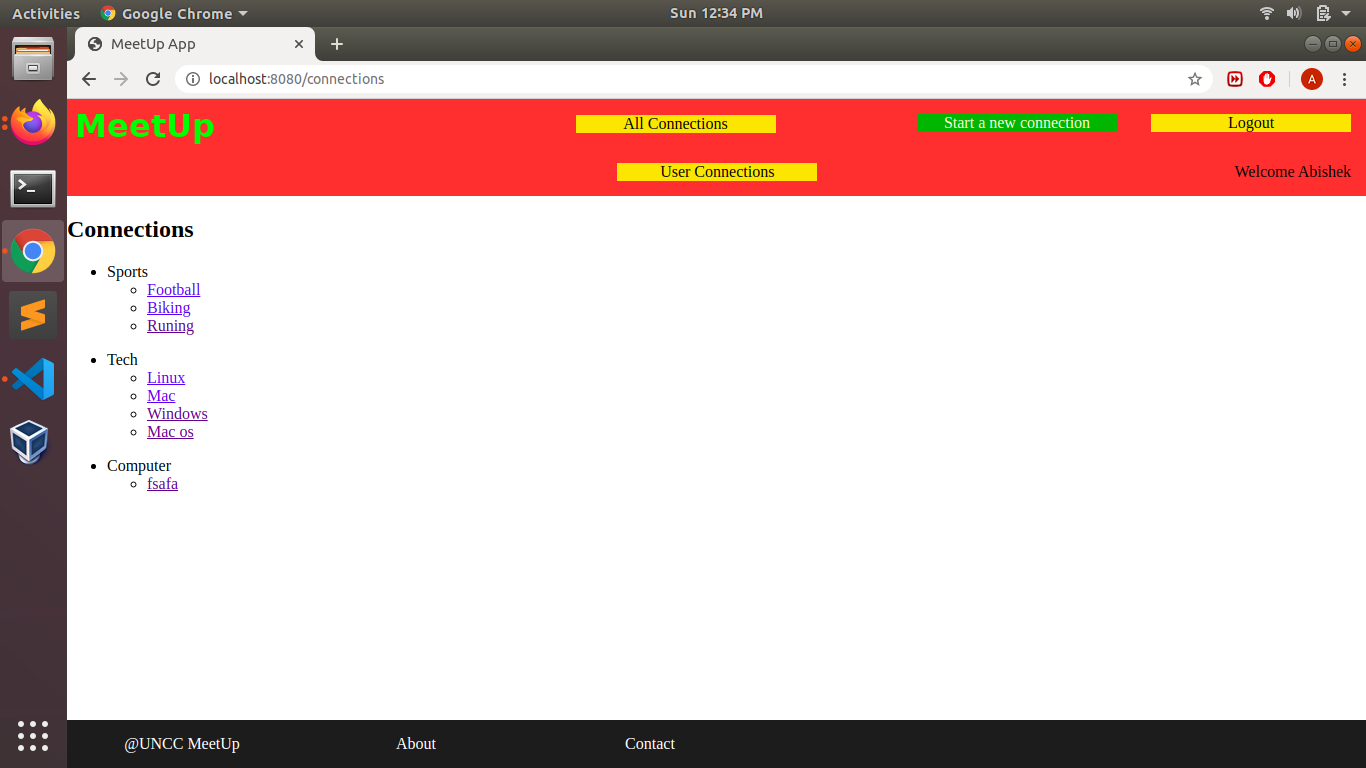 Activities Google Chrome Sun 12:34 PM
MeetUp App
localhost:8080/connections A
MeetUp All Connections Start a new connection Logout
User Connections Welcome Abishek
Connections
Sports
Football
Biking
Runing
Tech
Linux
Mac
Windows
Mac os
Computer
fsafa
@UNCC MeetUp About Contact